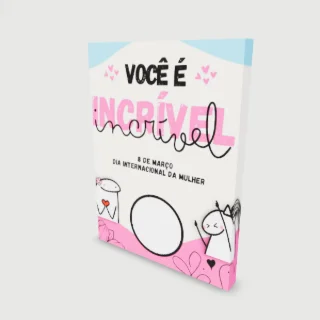 VOCÊ É
INCRÍVEL
incrível
8 DE MARÇO
DIA INTERNACIONAL DA MULHER